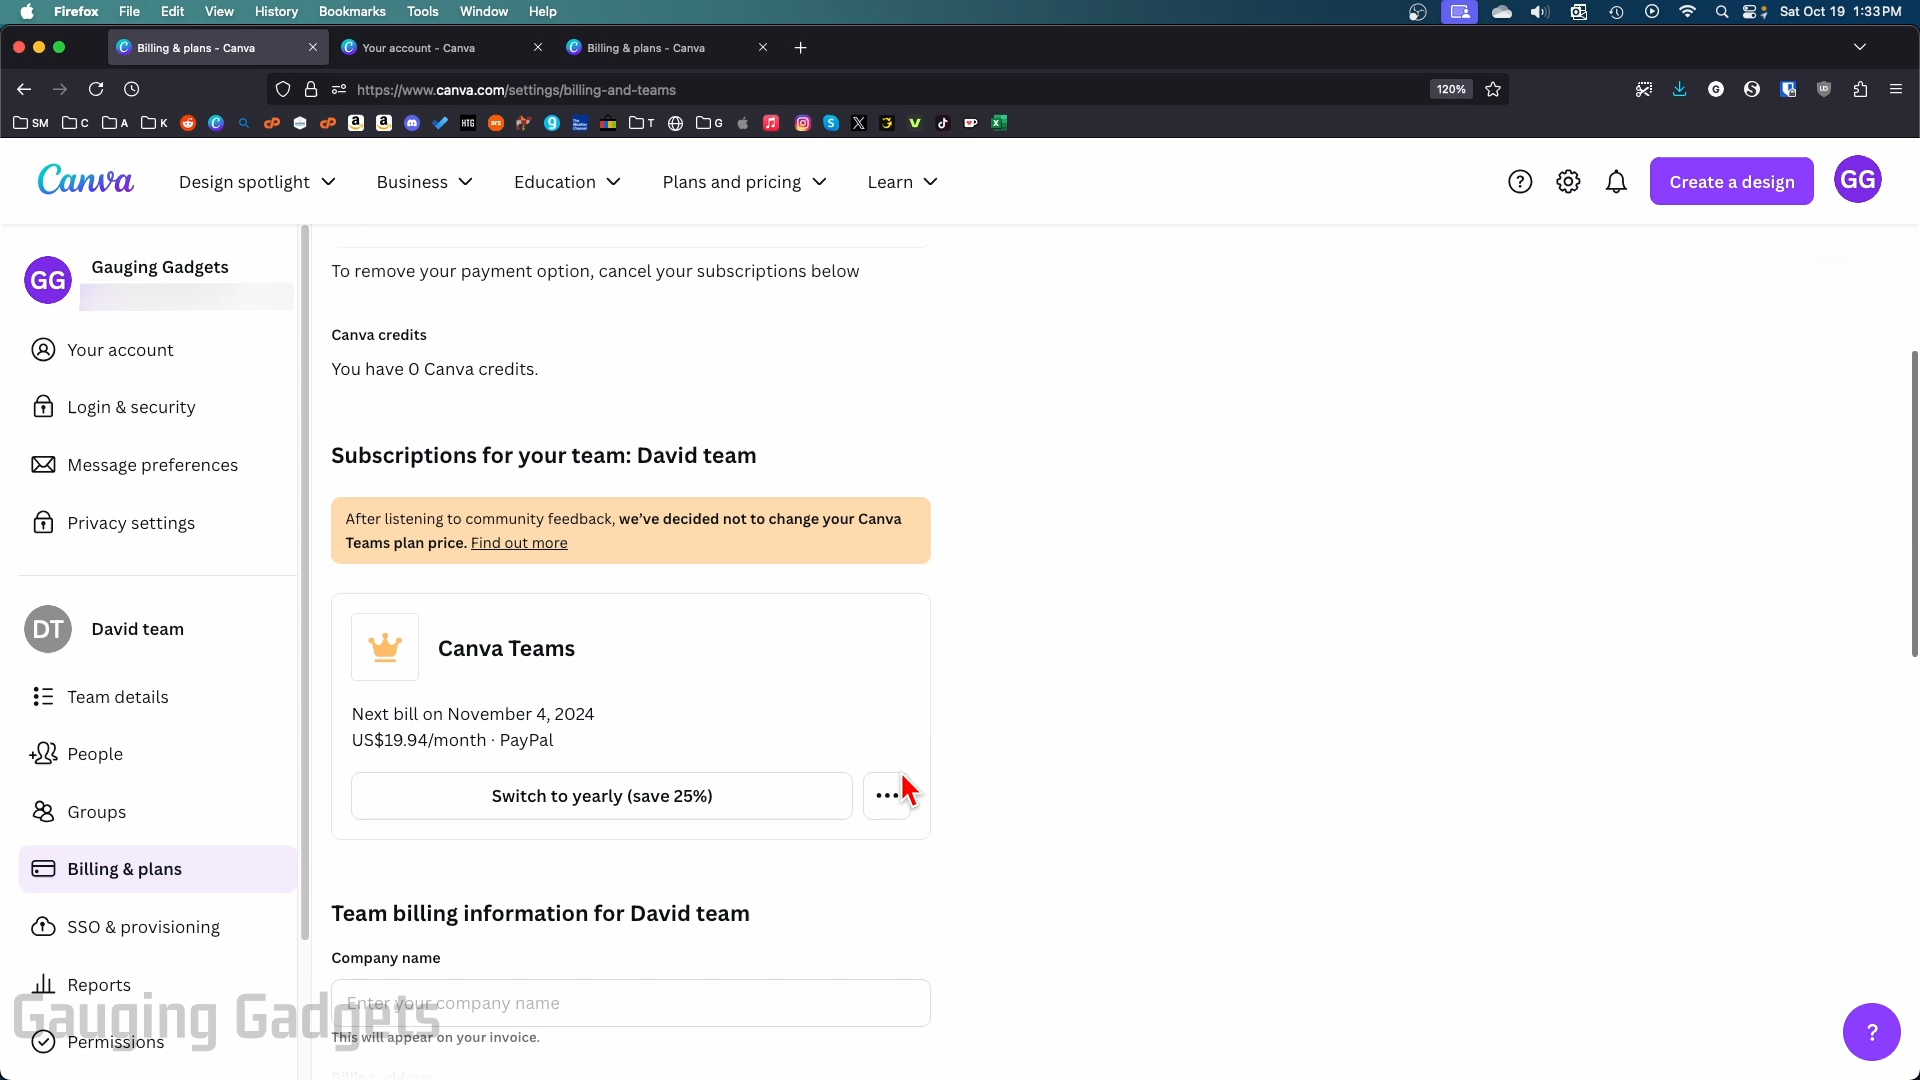 Firefox File Edit View History Bookmarks Tools Window Help Sat Oct 19 1:33 PM
Billing & plans - Canva
Your account - Canva
Billing & plans - Canva
https://www.canva.com/settings/billing-and-teams
120%
SM C A K HTG T G
Canva
Design spotlight
Business
Education
Plans and pricing
Learn
Create a design
GG
GG
Gauging Gadgets
Your account
Login & security
Message preferences
Privacy settings
DT
David team
Team details
People
Groups
Billing & plans
SSO & provisioning
Reports
Permissions
To remove your payment option, cancel your subscriptions below
Canva credits
You have 0 Canva credits.
Subscriptions for your team: David team
After listening to community feedback, we've decided not to change your Canva
Teams plan price. Find out more
Canva Teams
Next bill on November 4, 2024
US$19.94/month · PayPal
Switch to yearly (save 25%)
Team billing information for David team
Company name
Enter your company name
This will appear on your invoice.
Billing address
Gauging Gadgets